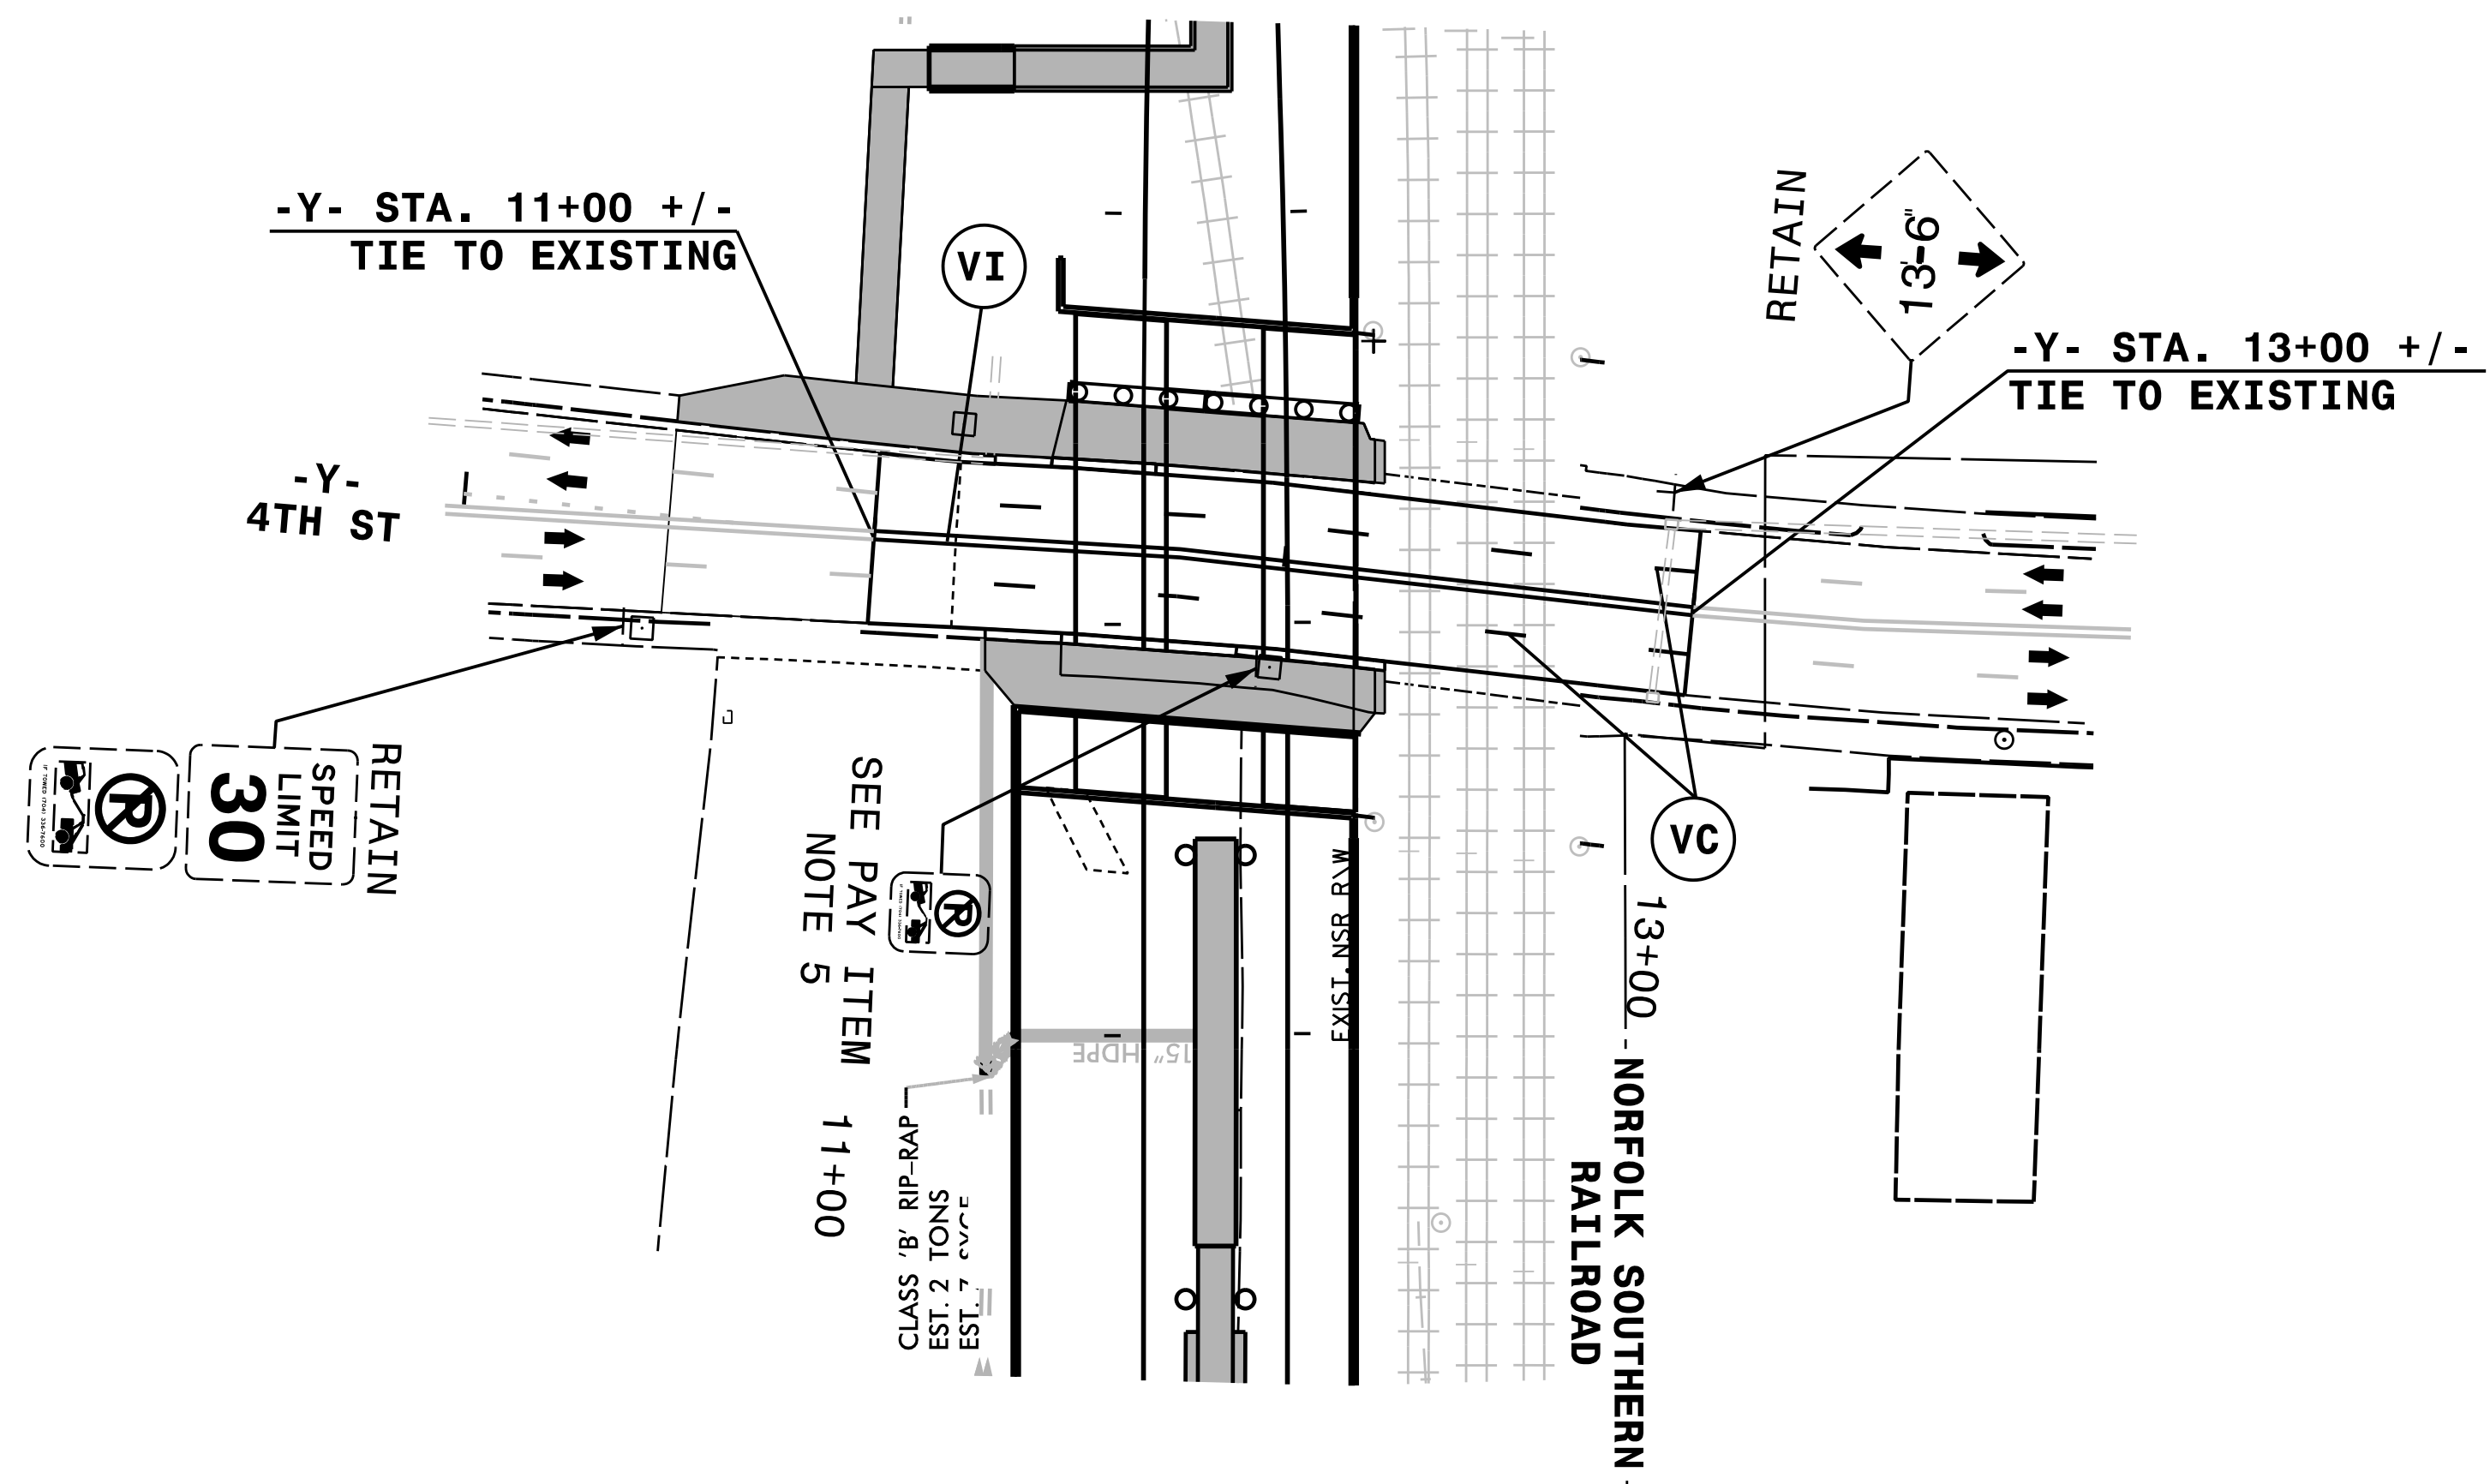 -Y- STA. 11+00 +/-
TIE TO EXISTING
VI
RETAIN
13'-6"
-Y- STA. 13+00 +/-
TIE TO EXISTING
-Y-
4TH ST
RETAIN
SPEED
LIMIT
30
R
SEE PAY ITEM
NOTE 5
R
VC
EXIST. NSR R\W
13+00
15" HDPE
11+00
CLASS 'B' RIP-RAP
EST. 2 TONS
EST. 7
NORFOLK SOUTHERN
RAILROAD